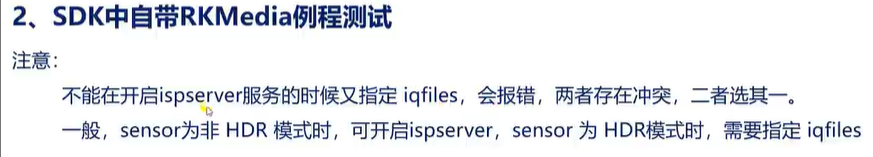 2、SDK中自带RKMedia例程测试
注意：
不能在开启ispserver服务的时候又指定 iqfiles，会报错，两者存在冲突，二者选其一。
一般，sensor为非 HDR 模式时，可开启ispserver，sensor 为 HDR模式时，需要指定 iqfiles